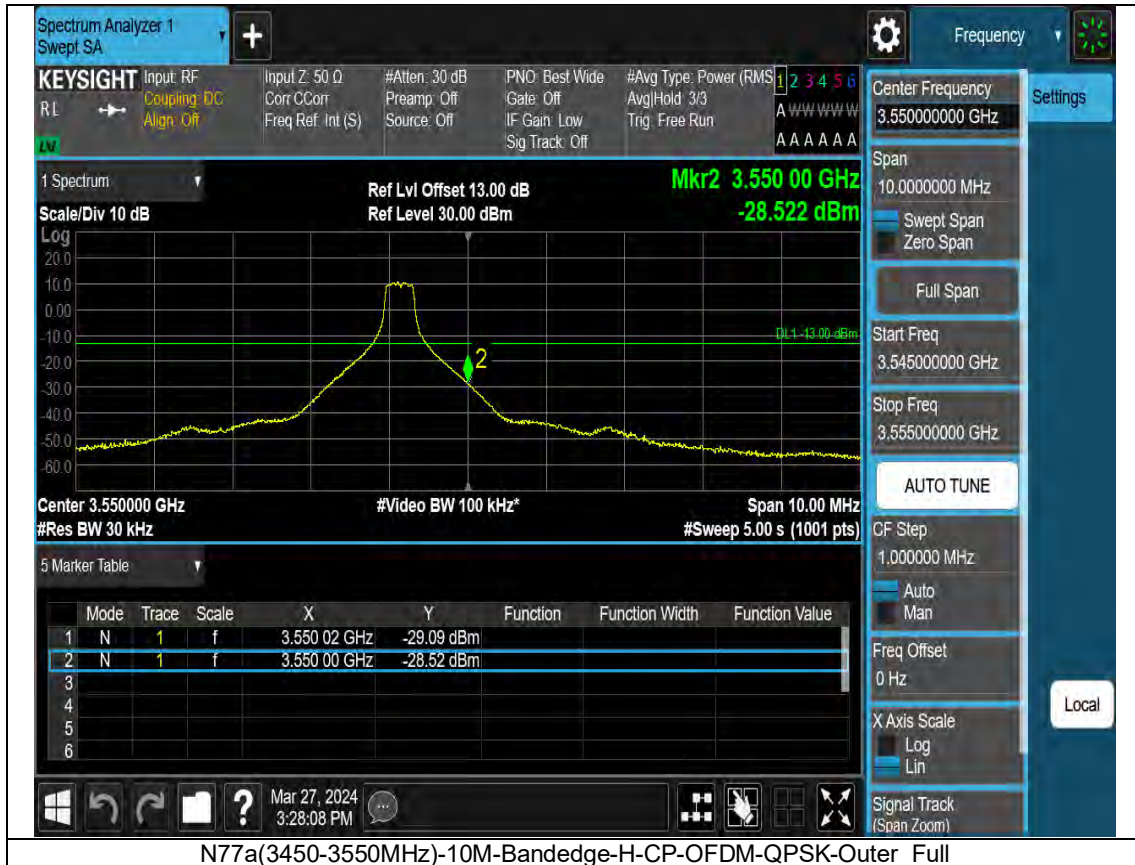 Spectrum Analyzer 1
Swept SA
+
Frequency
KEYSIGHT
RL
LXI
Input: RF
Coupling: DC
Align: Off
Input Z: 50 Ω
Corr CCorr
Freq Ref: Int (S)
#Atten: 30 dB
Preamp: Off
Source: Off
PNO: Best Wide
Gate: Off
IF Gain: Low
Sig Track: Off
#Avg Type: Power (RMS
Avg|Hold: 3/3
Trig: Free Run
1 2 3 4 5 6
A W W W W W
A A A A A A
1 Spectrum
Scale/Div 10 dB
Ref Lvl Offset 13.00 dB
Ref Level 30.00 dBm
Mkr2 3.550 00 GHz
-28.522 dBm
Log
20.0
10.0
0.00
-10.0
-20.0
-30.0
-40.0
-50.0
-60.0
DL1 -13.00 dBm
2
Center 3.550000 GHz
#Res BW 30 kHz
#Video BW 100 kHz*
Span 10.00 MHz
#Sweep 5.00 s (1001 pts)
5 Marker Table
Mode Trace Scale X Y Function Function Width Function Value
1 N 1 f 3.550 02 GHz -29.09 dBm
2 N 1 f 3.550 00 GHz -28.52 dBm
3
4
5
6
Center Frequency
3.550000000 GHz
Settings
Span
10.0000000 MHz
Swept Span
Zero Span
Full Span
Start Freq
3.545000000 GHz
Stop Freq
3.555000000 GHz
AUTO TUNE
CF Step
1.000000 MHz
Auto
Man
Freq Offset
0 Hz
X Axis Scale
Log
Lin
Signal Track
(Span Zoom)
Local
?
Mar 27, 2024
3:28:08 PM
N77a(3450-3550MHz)-10M-Bandedge-H-CP-OFDM-QPSK-Outer_Full